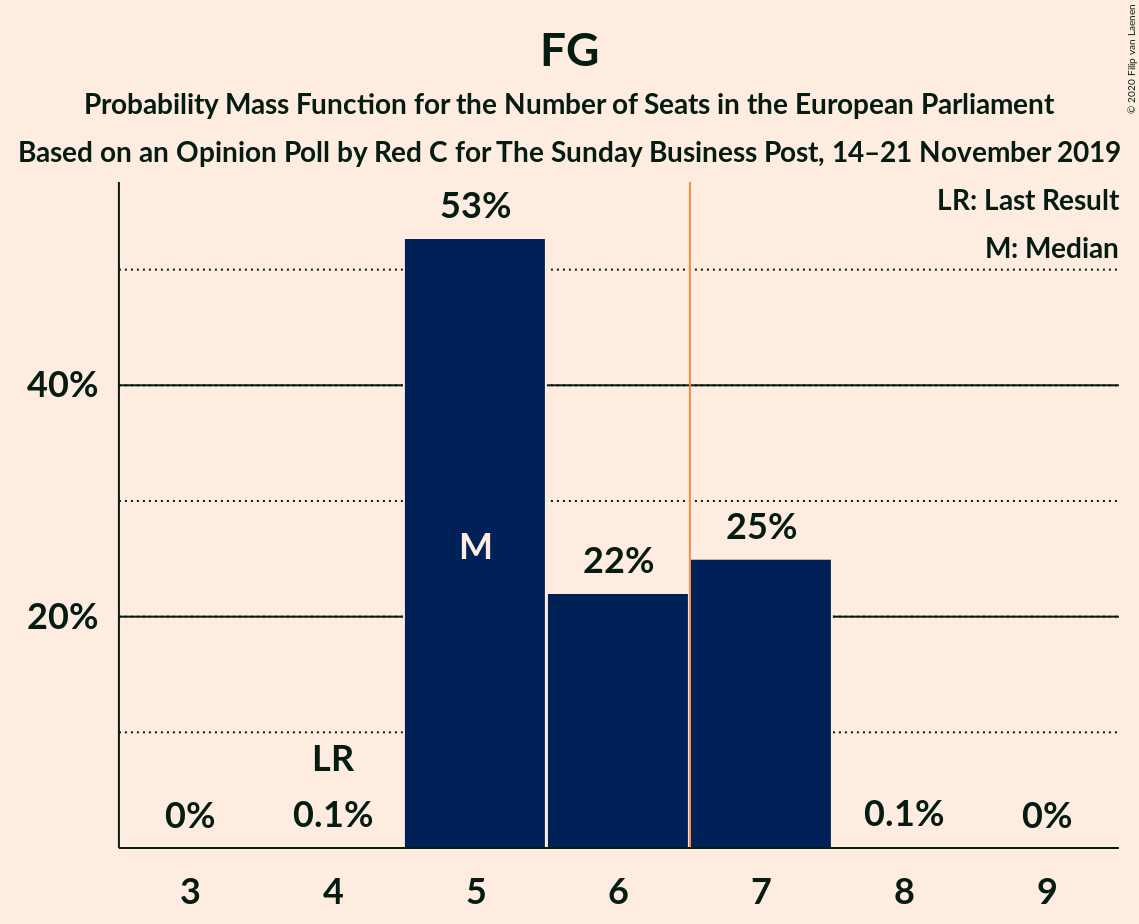 FG
Probability Mass Function for the Number of Seats in the European Parliament
Based on an Opinion Poll by Red C for The Sunday Business Post, 14–21 November 2019
© 2020 Filip van Laenen
LR: Last Result
M: Median
53%
40%
M
22%
25%
20%
LR
0%
0.1%
0.1%
0%
3 4 5 6 7 8 9